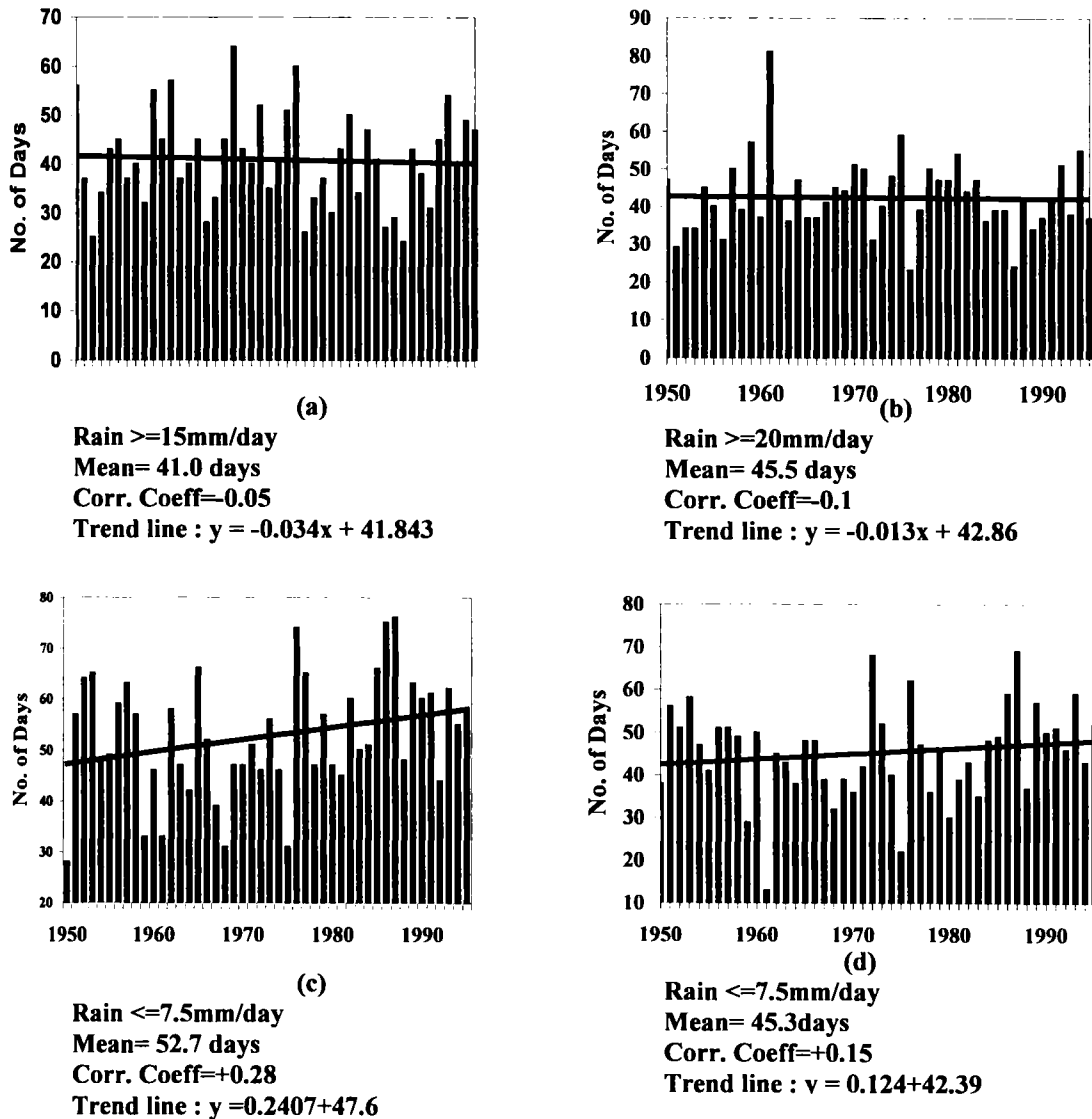 No. of Days
70
60
50
40
30
20
10
0
(a)
Rain >=15mm/day
Mean= 41.0 days
Corr. Coeff=-0.05
Trend line : y = -0.034x + 41.843
No. of Days
90
80
70
60
50
40
30
20
10
0
1950 1960 1970 1980 1990
(b)
Rain >=20mm/day
Mean= 45.5 days
Corr. Coeff=-0.1
Trend line : y = -0.013x + 42.86
No. of Days
80
70
60
50
40
30
20
1950 1960 1970 1980 1990
(c)
Rain <=7.5mm/day
Mean= 52.7 days
Corr. Coeff=+0.28
Trend line : y =0.2407+47.6
No. of Days
80
70
60
50
40
30
20
10
1950 1960 1970 1980 1990
(d)
Rain <=7.5mm/day
Mean= 45.3days
Corr. Coeff=+0.15
Trend line : y = 0.124+42.39